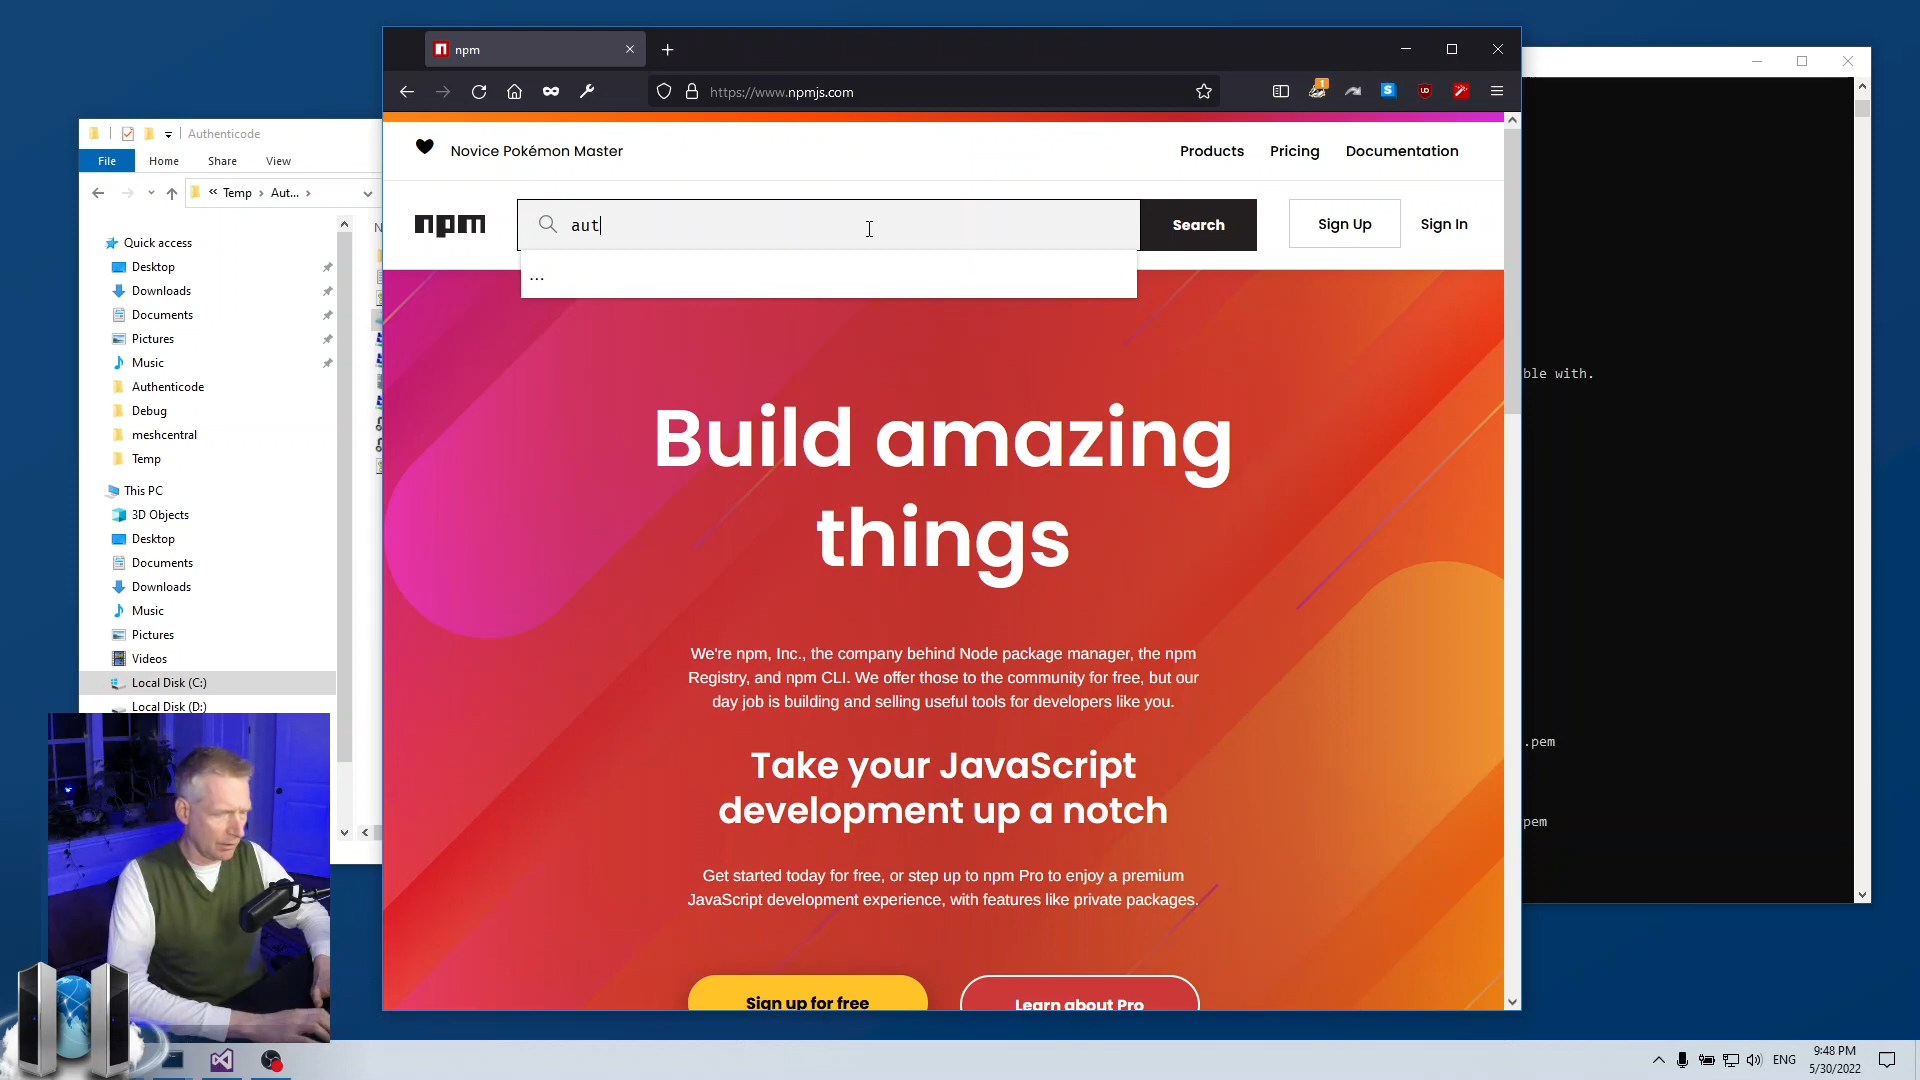 npm
https://www.npmjs.com
Authenticode
File
Home
Share
View
« Temp > Aut... >
Quick access
Desktop
Downloads
Documents
Pictures
Music
Authenticode
Debug
meshcentral
Temp
This PC
3D Objects
Desktop
Documents
Downloads
Music
Pictures
Videos
Local Disk (C:)
Local Disk (D:)
Novice Pokémon Master
Products
Pricing
Documentation
npm
aut
Search
Sign Up
Sign In
...
Build amazing
things
We're npm, Inc., the company behind Node package manager, the npm
Registry, and npm CLI. We offer those to the community for free, but our
day job is building and selling useful tools for developers like you.
Take your JavaScript
development up a notch
Get started today for free, or step up to npm Pro to enjoy a premium
JavaScript development experience, with features like private packages.
Sign up for free
Learn about Pro
ble with.
.pem
pem
ENG
9:48 PM
5/30/2022